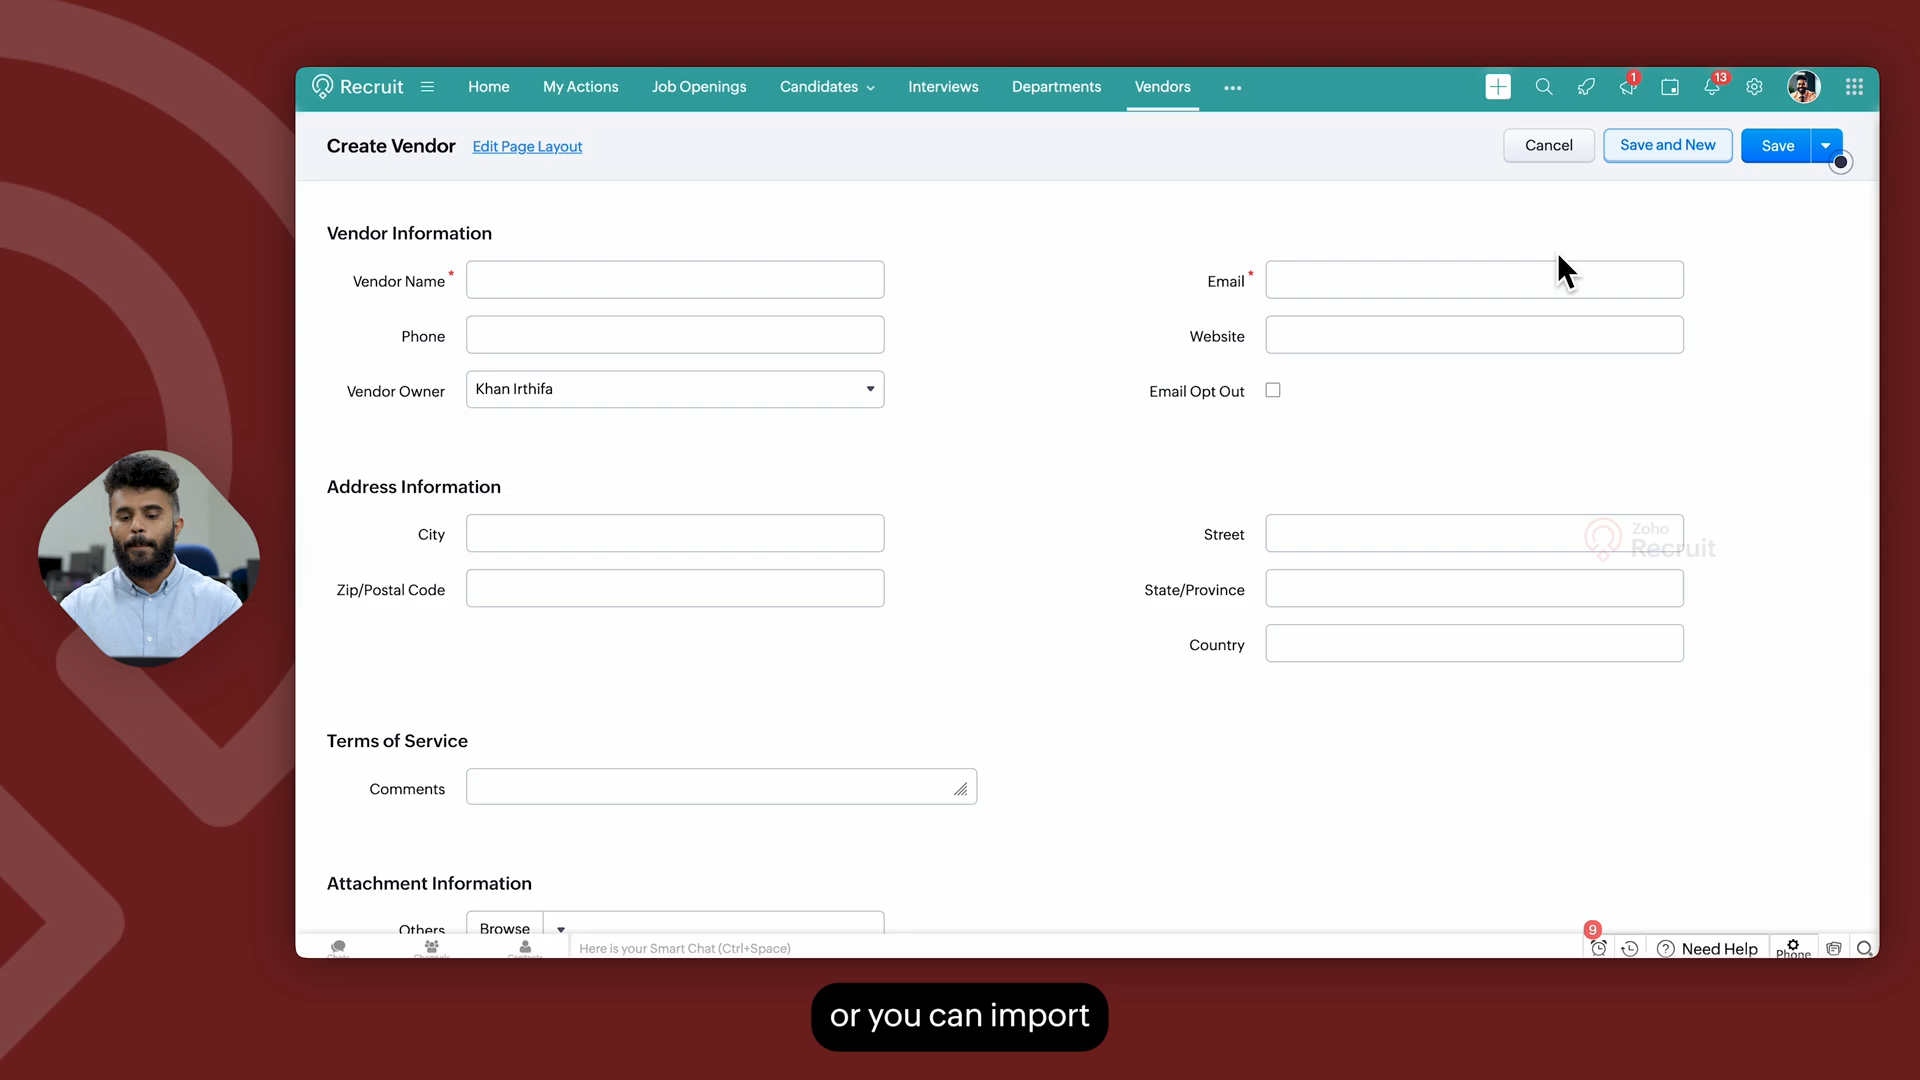 Recruit Home My Actions Job Openings Candidates Interviews Departments Vendors ••• 1 13
Create Vendor Edit Page Layout Cancel Save and New Save
Vendor Information
Vendor Name * Email *
Phone Website
Vendor Owner Khan Irthifa Email Opt Out
Address Information
City Street
Zoho
Recruit
Zip/Postal Code State/Province
Country
Terms of Service
Comments
Attachment Information
Others Browse
9
Here is your Smart Chat (Ctrl+Space) Need Help Phone
Chats Channels Contacts
or you can import